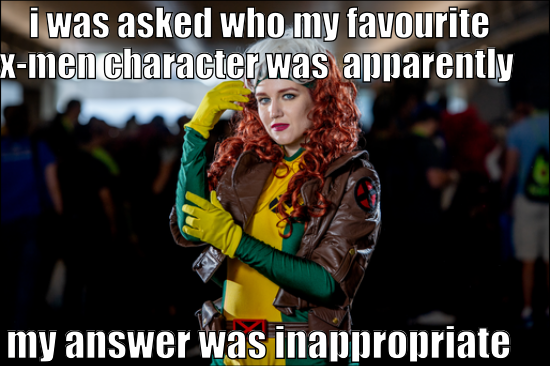 i was asked who my favourite
x-men character was  apparently
my answer was inappropriate